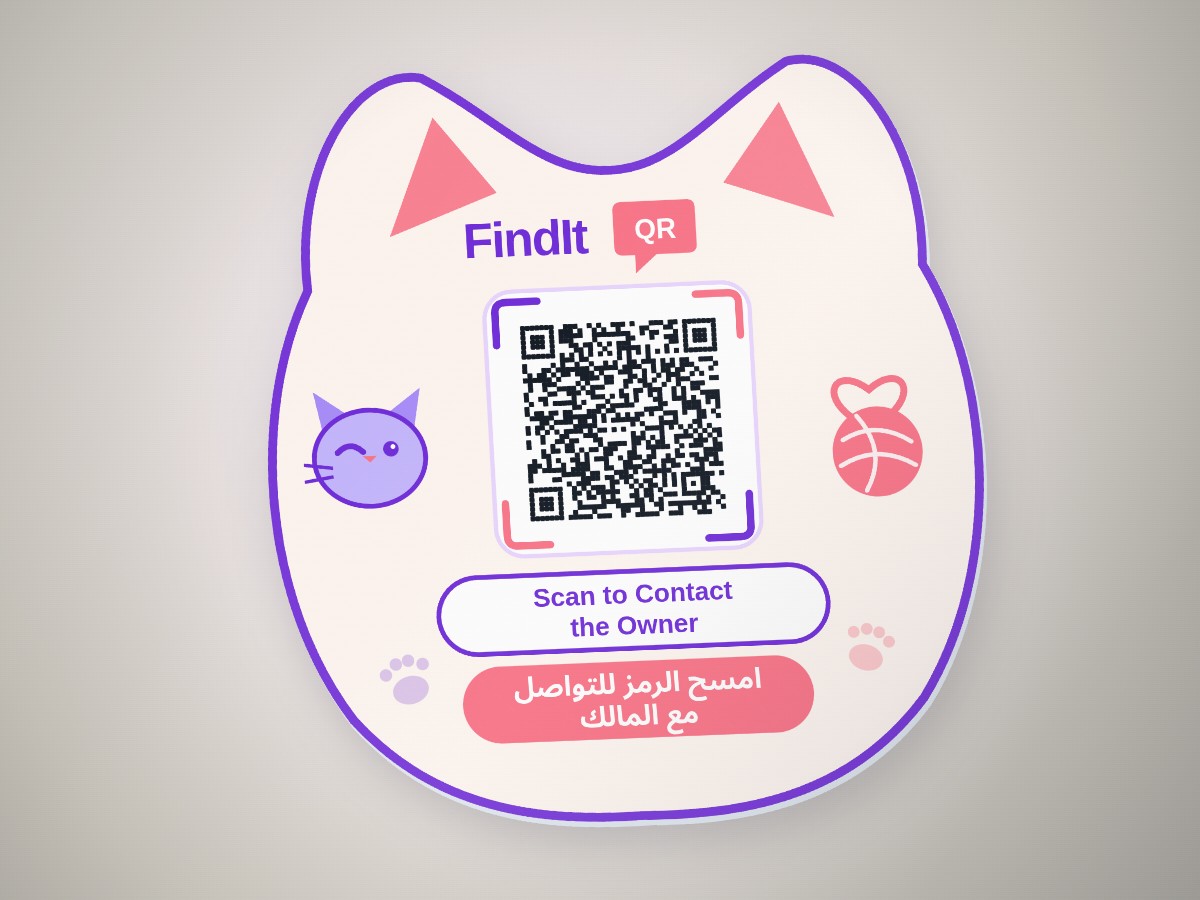 FindIt
QR
Scan to Contact
the Owner
امسح الرمز للتواصل
مع المالك